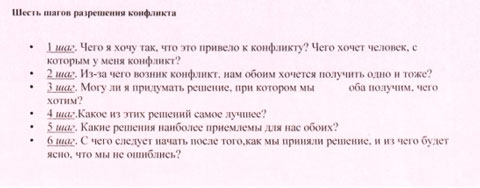 Шесть шагов разрешения конфликта
• 1 шаг. Чего я хочу так, что это привело к конфликту? Чего хочет человек, с
которым у меня конфликт?
• 2 шаг. Из-за чего возник конфликт, нам обоим хочется получить одно и тоже?
• 3 шаг. Могу ли я придумать решение, при котором мы оба получим, чего
хотим?
• 4 шаг.Какое из этих решений самое лучшее?
• 5 шаг. Какие решения наиболее приемлемы для нас обоих?
• 6 шаг. С чего следует начать после того,как мы приняли решение, и из чего будет
ясно, что мы не ошиблись?